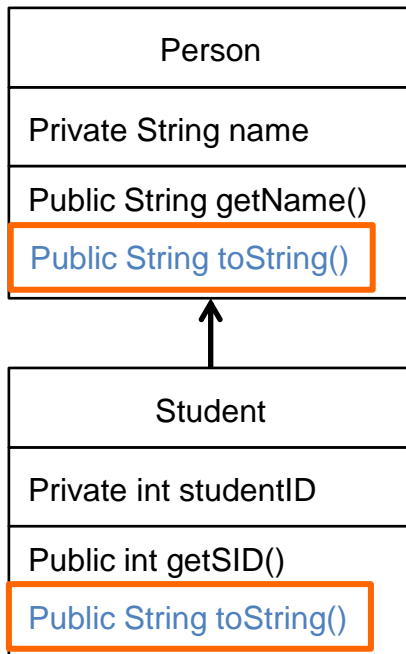 Person
Private String name
Public String getName()
Public String toString()
Student
Private int studentID
Public int getSID()
Public String toString()